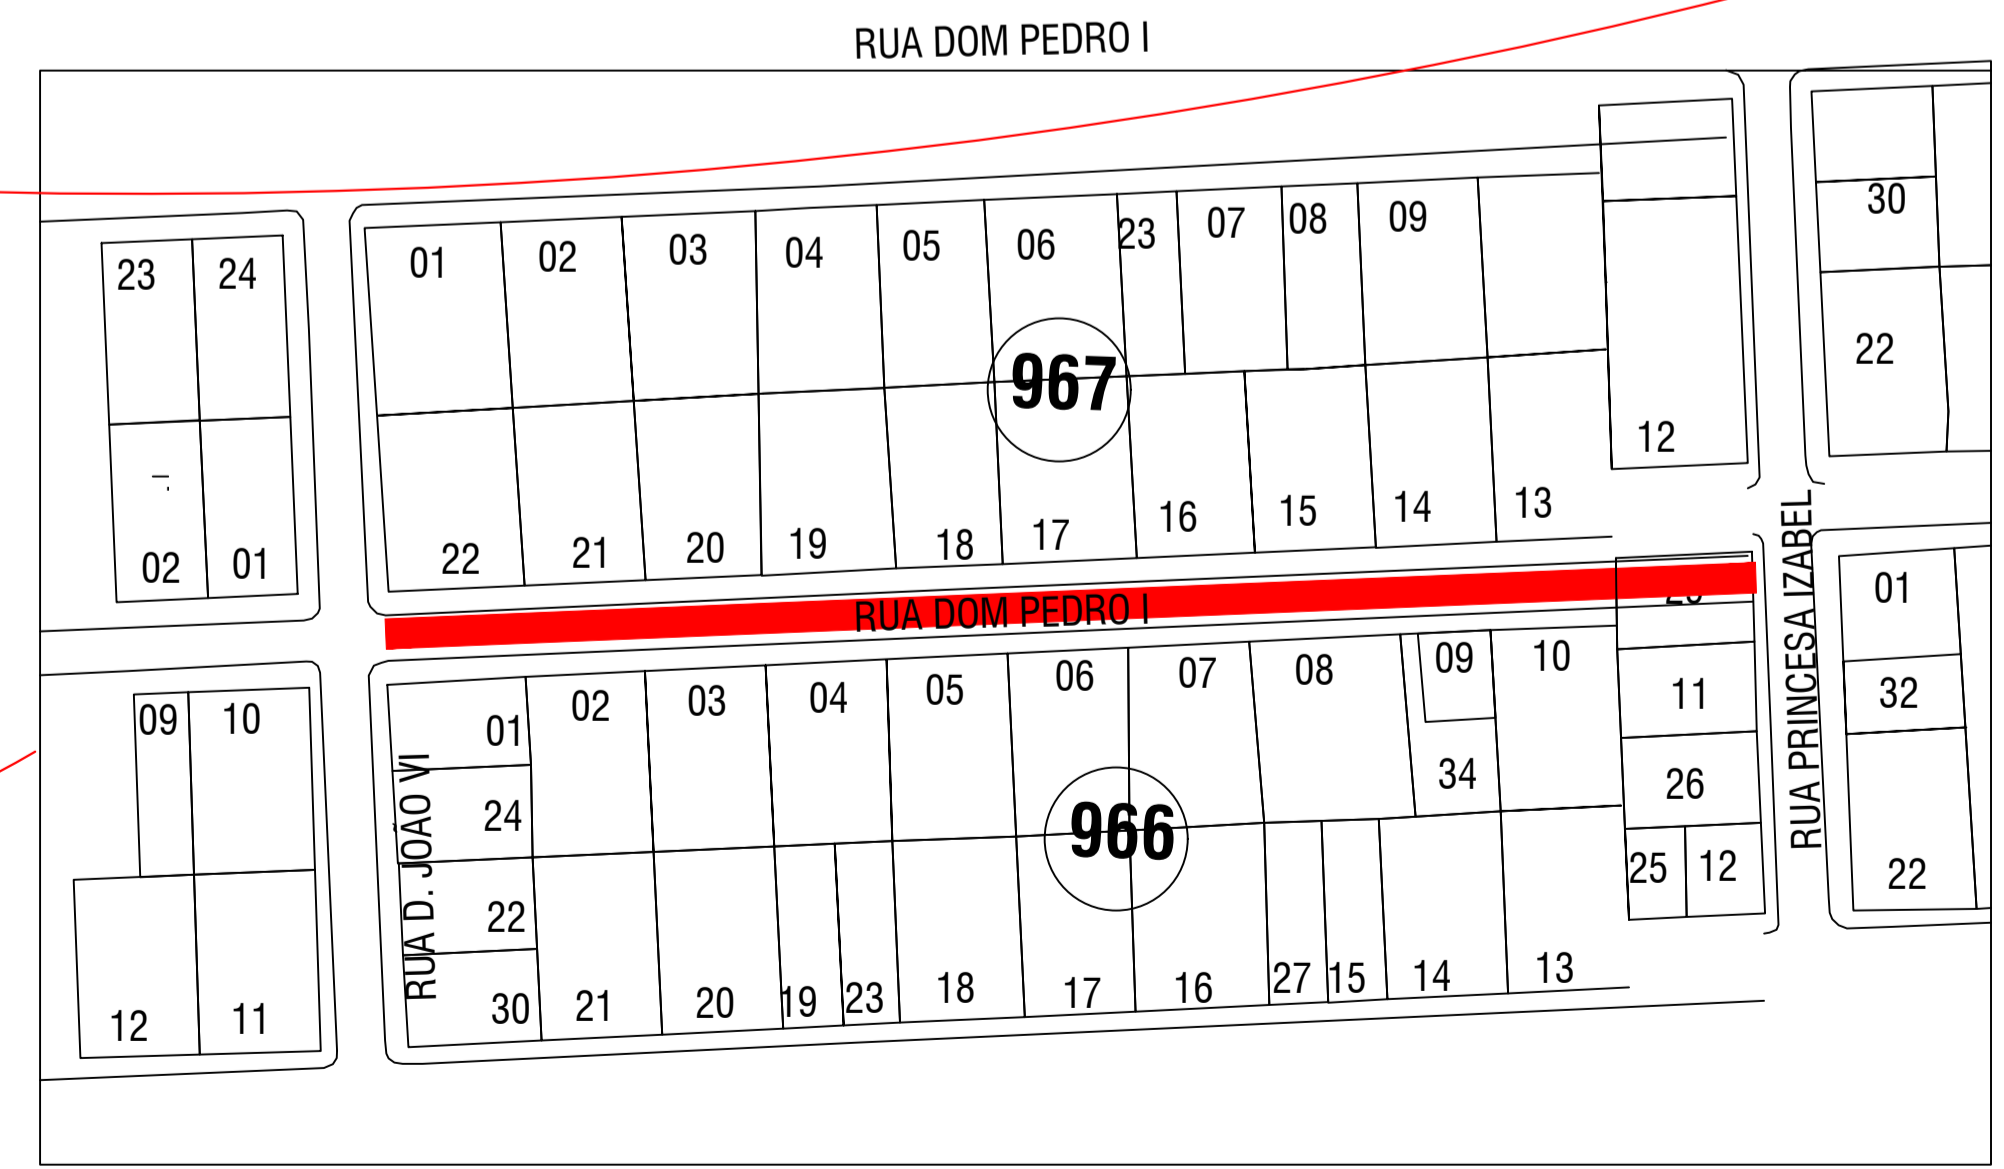 RUA DOM PEDRO I
23 24
02 01
01 02 03 04 05 06 23 07 08 09
967
22 21 20 19 18 17 16 15 14 13
12
30
22
RUA DOM PEDRO I
RUA PRINCESA IZABEL
01
32
22
09 10
12 11
RUA D. JOÃO VI
01
24
22
30
02 03 04 05 06 07 08 09 10
34
966
21 20 19 23 18 17 16 27 15 14 13
11
26
25 12